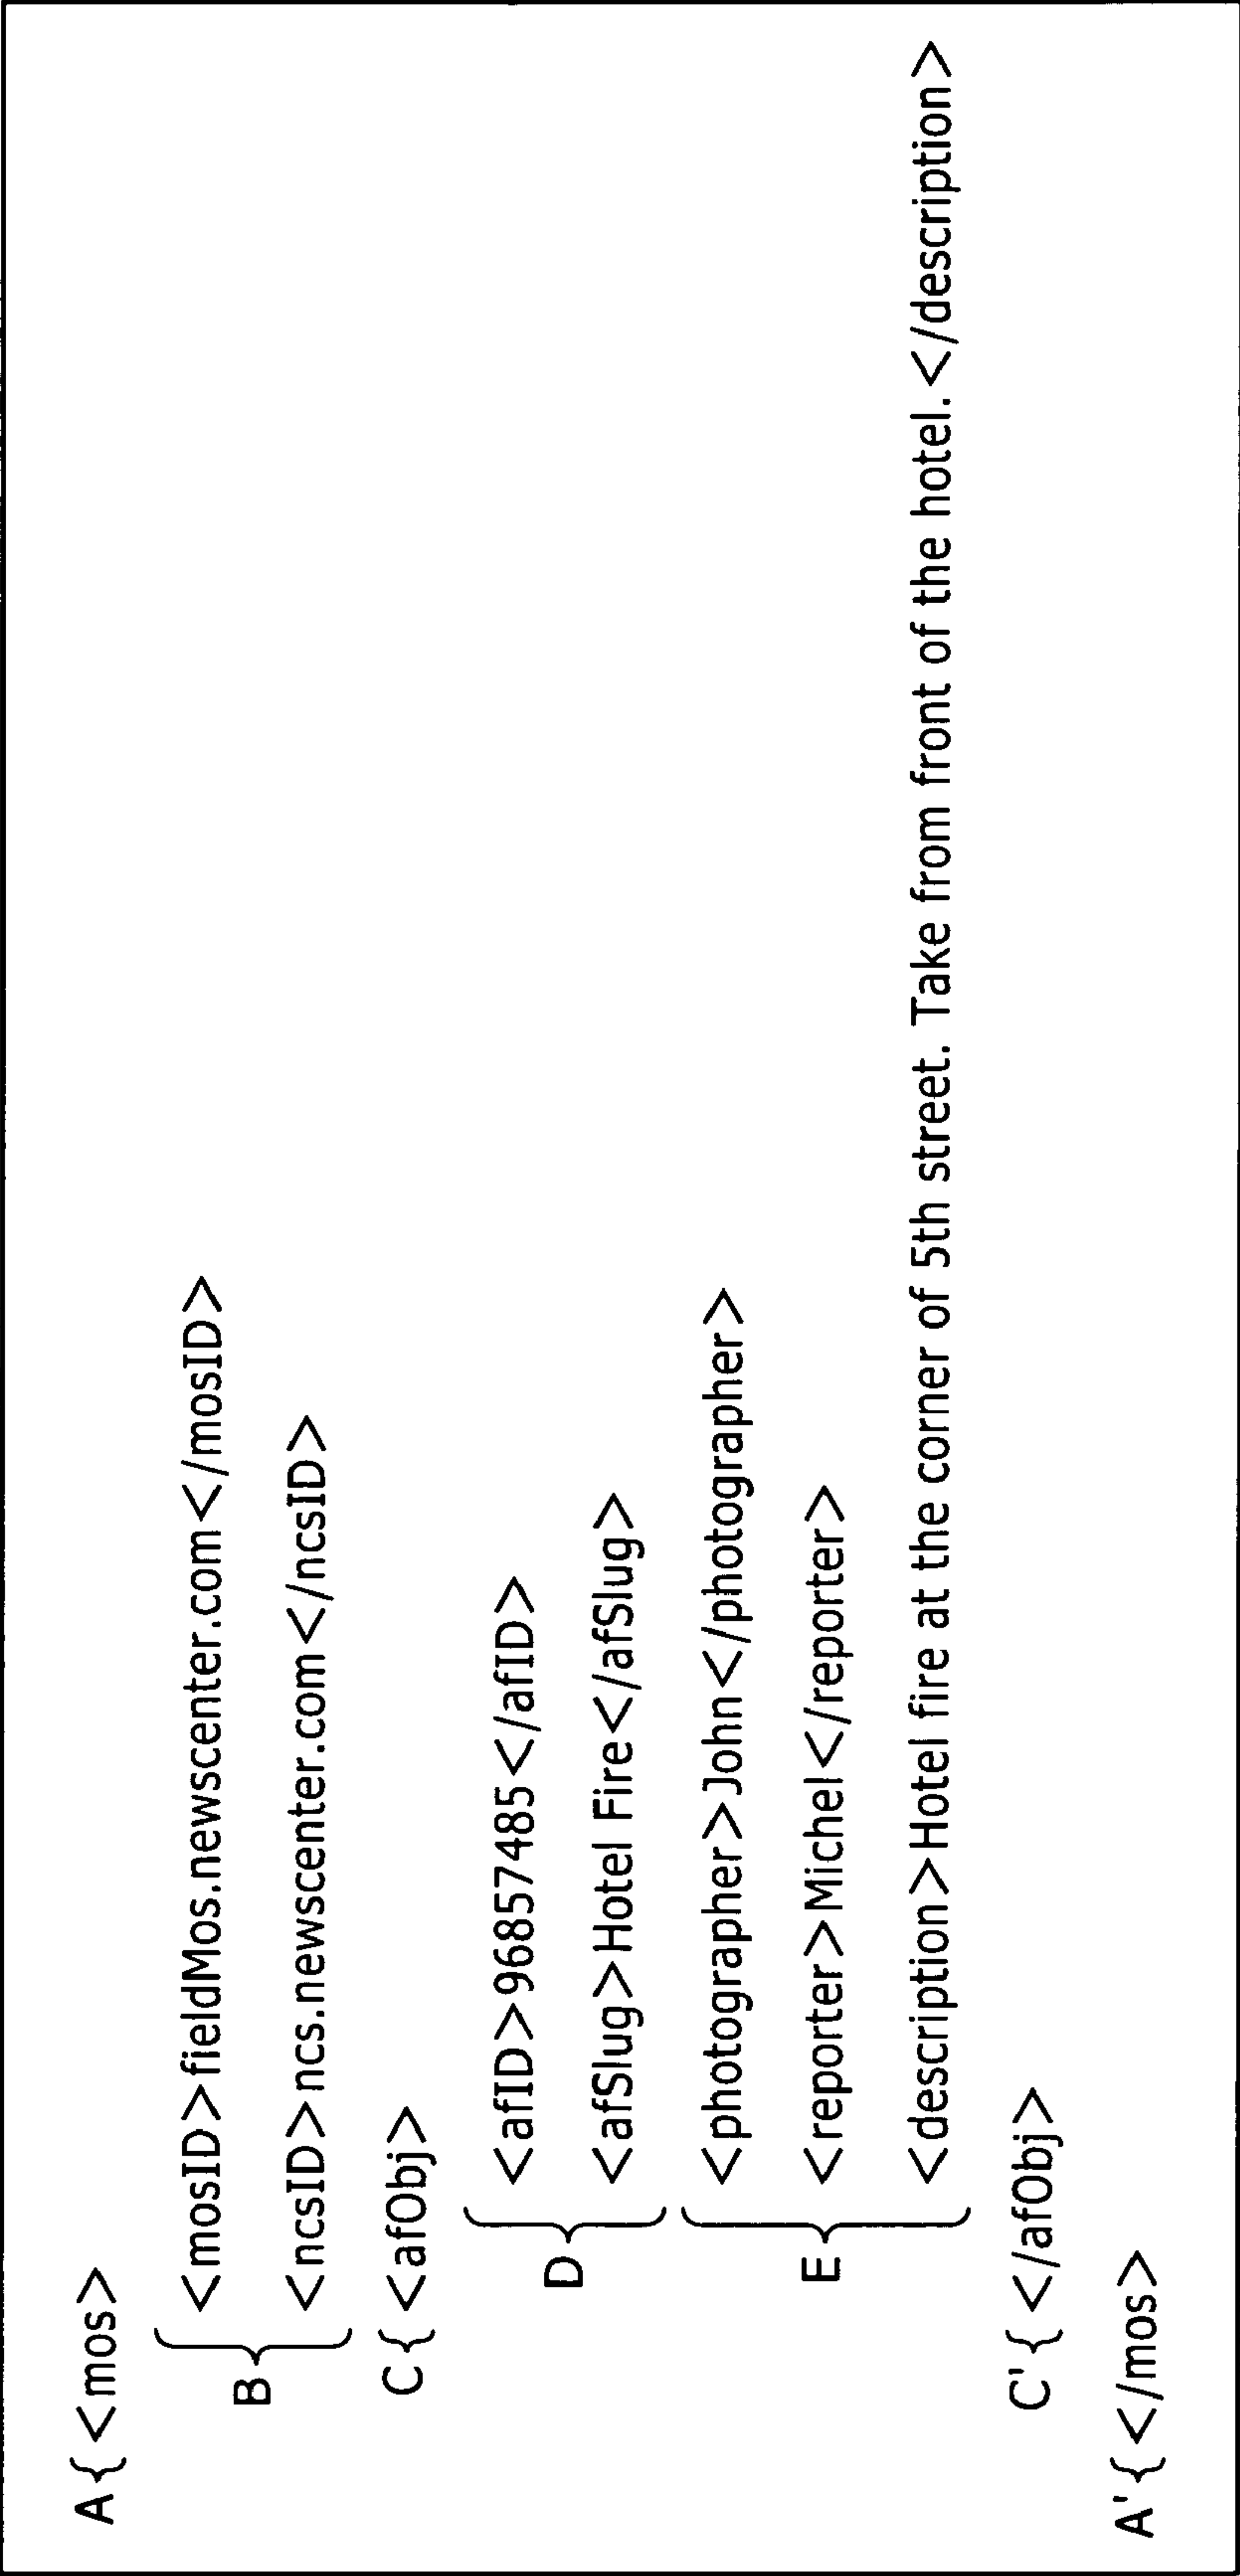 A { <mos>
<mosID>fieldMos.newscenter.com</mosID>
B {
<ncsID>ncs.newscenter.com</ncsID>
C { <afObj>
<afID>96857485</afID>
D {
<afSlug>Hotel Fire</afSlug>
<photographer>John</photographer>
E { <reporter>Michel</reporter>
<description>Hotel fire at the corner of 5th street. Take from front of the hotel.</description>
C' { </afObj>
A' { </mos>